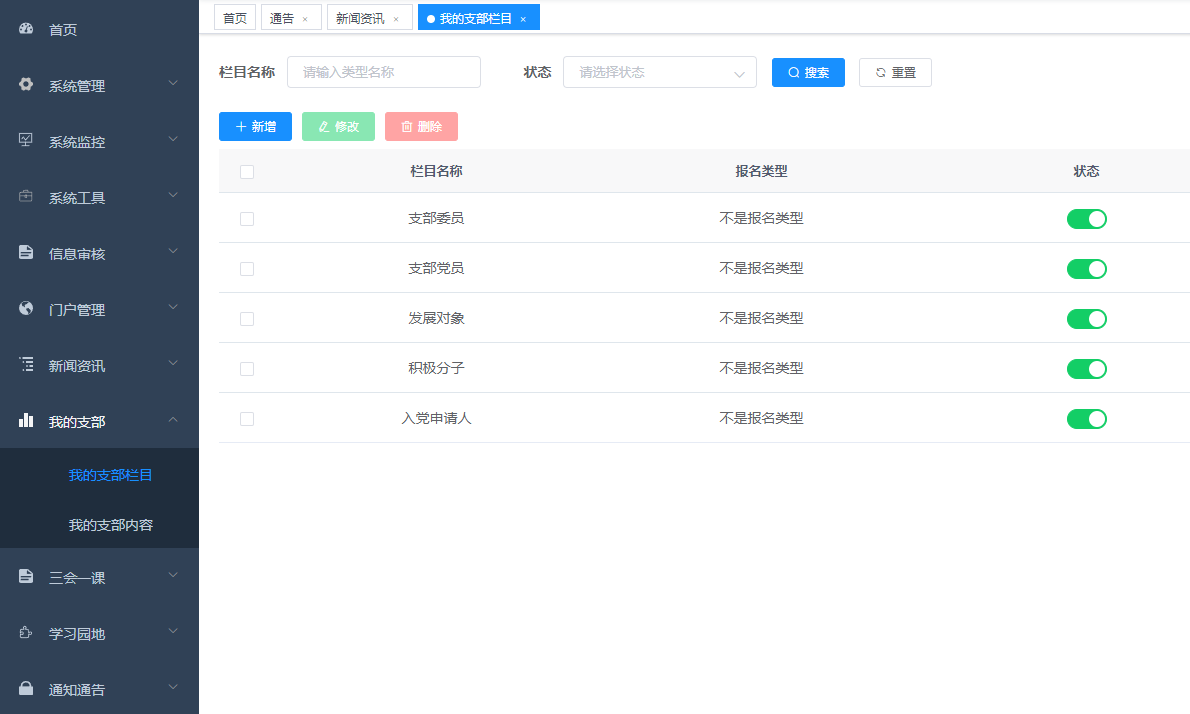 首页
系统管理
系统监控
系统工具
信息审核
门户管理
新闻资讯
我的支部
我的支部栏目
我的支部内容
三会一课
学习园地
通知通告
首页 通告 × 新闻资讯 × 我的支部栏目 ×
栏目名称 请输入类型名称 状态 请选择状态 搜索 重置
新增 修改 删除
栏目名称 报名类型 状态
支部委员 不是报名类型
支部党员 不是报名类型
发展对象 不是报名类型
积极分子 不是报名类型
入党申请人 不是报名类型